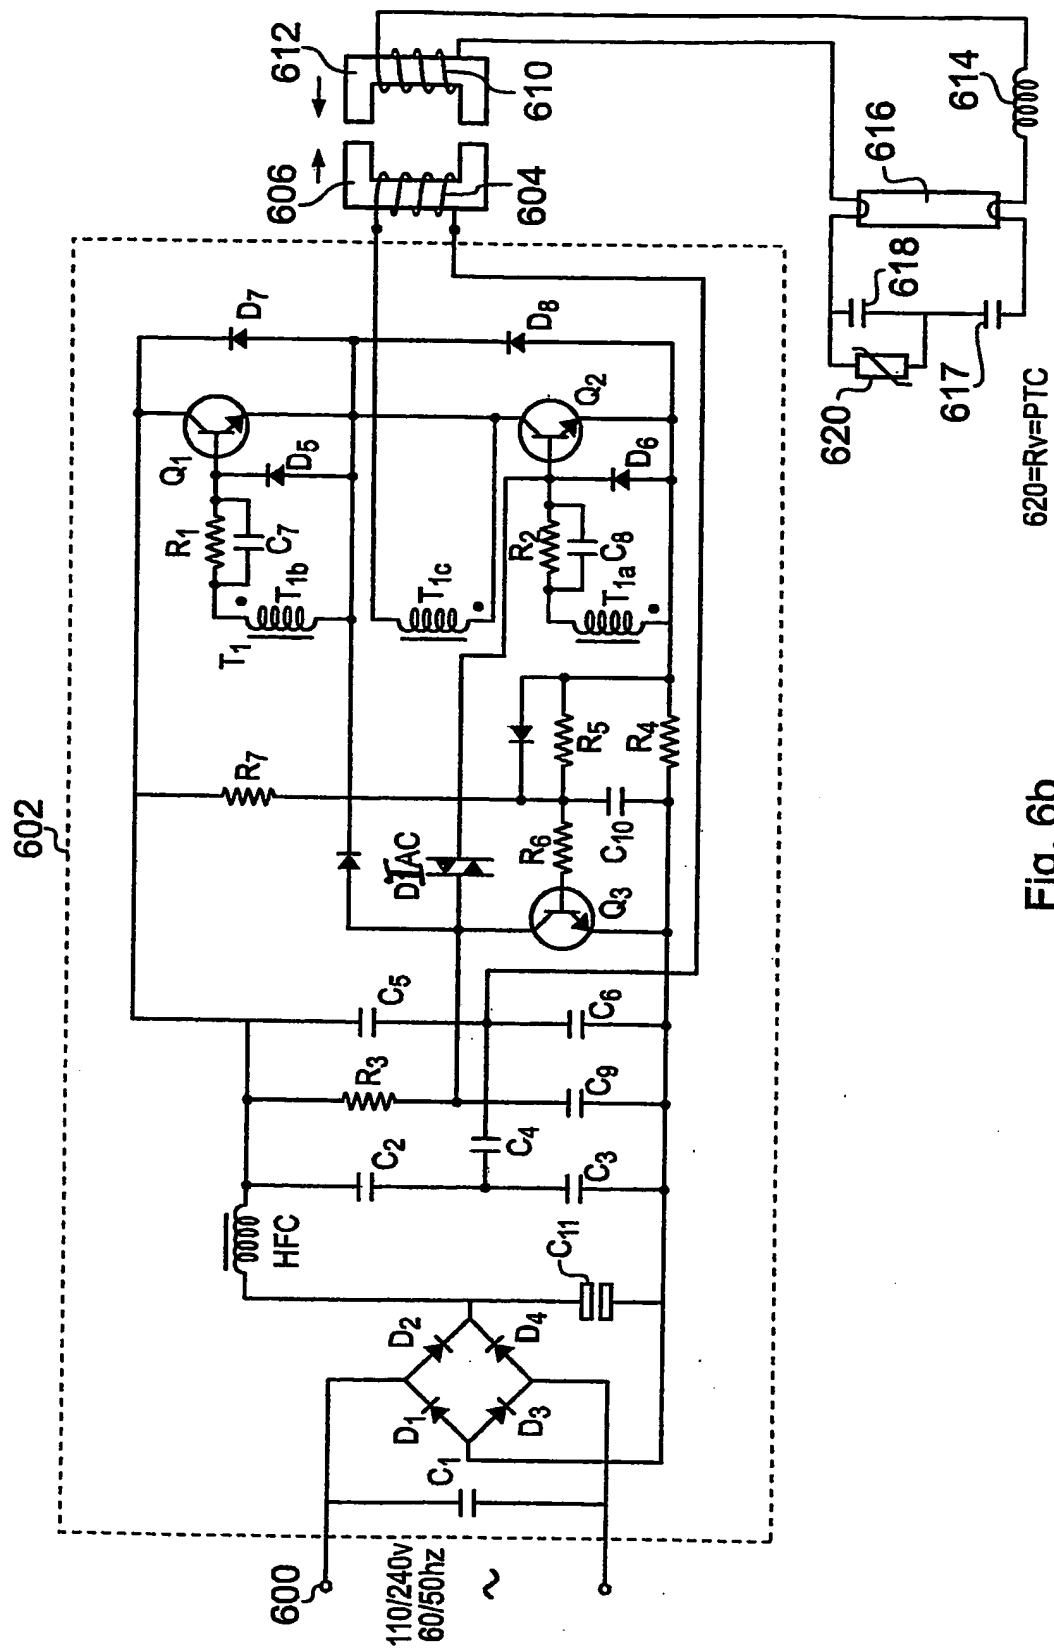 602
600
110/240v
60/50hz
~
C1
D1
D2
D3
D4
C11
HFC
C2
C3
C4
R3
C9
C5
C6
DIAC
Q3
R6
C10
R7
R5
R4
T1
T1b
T1c
T1a
R1
C7
R2
C8
Q1
D5
Q2
D6
D7
D8
606
604
612
610
614
616
618
617
620
620=Rv=PTC
Fig. 6b